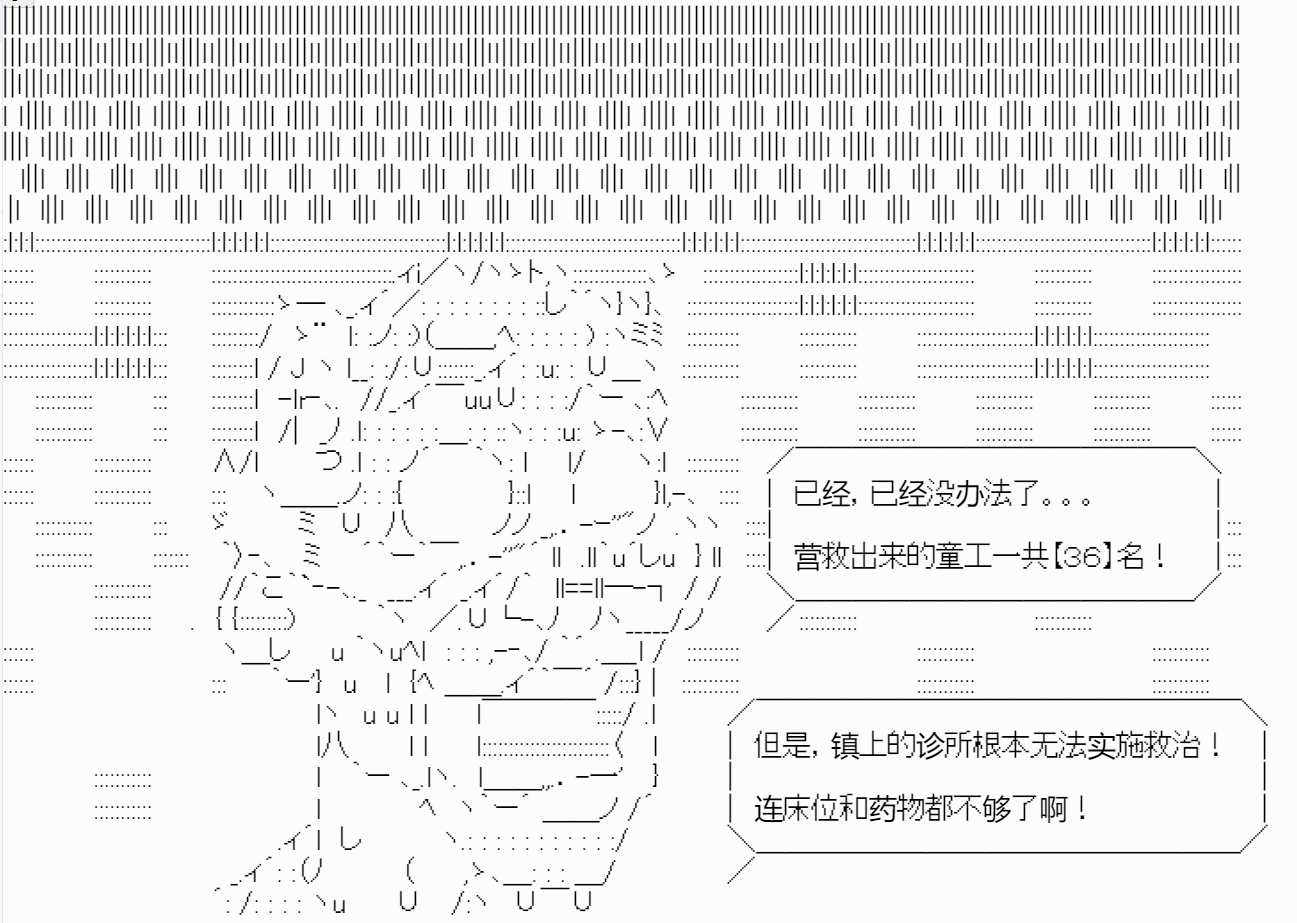 已经，已经没办法了。。。
营救出来的童工一共【36】名！
但是，镇上的诊所根本无法实施救治！
连床位和药物都不够了啊！